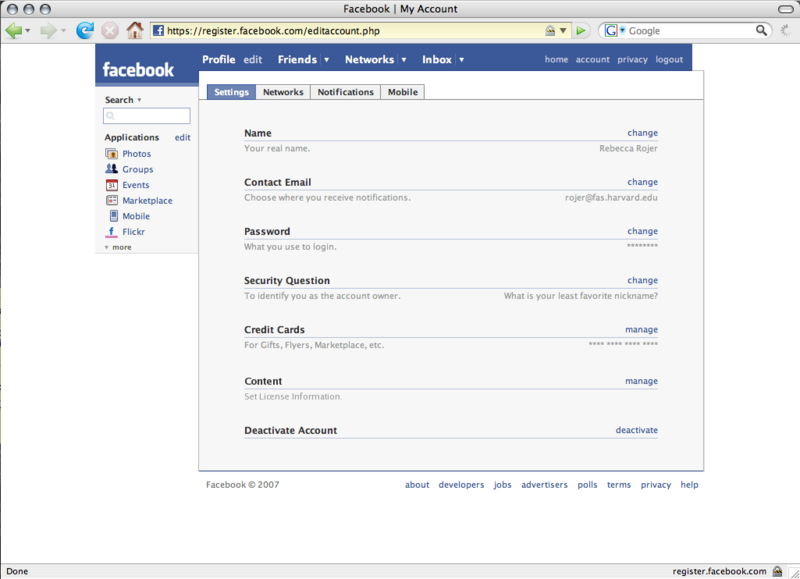 Facebook | My Account
https://register.facebook.com/editaccount.php
Google
facebook
Profile edit Friends Networks Inbox home account privacy logout
Search
Applications edit
Photos
Groups
Events
Marketplace
Mobile
Flickr
more
Settings Networks Notifications Mobile
Name change
Your real name. Rebecca Rojer
Contact Email change
Choose where you receive notifications. rojer@fas.harvard.edu
Password change
What you use to login. ********
Security Question change
To identify you as the account owner. What is your least favorite nickname?
Credit Cards manage
For Gifts, Flyers, Marketplace, etc. **** **** **** ****
Content manage
Set License Information
Deactivate Account deactivate
Facebook © 2007 about developers jobs advertisers polls terms privacy help
Done register.facebook.com